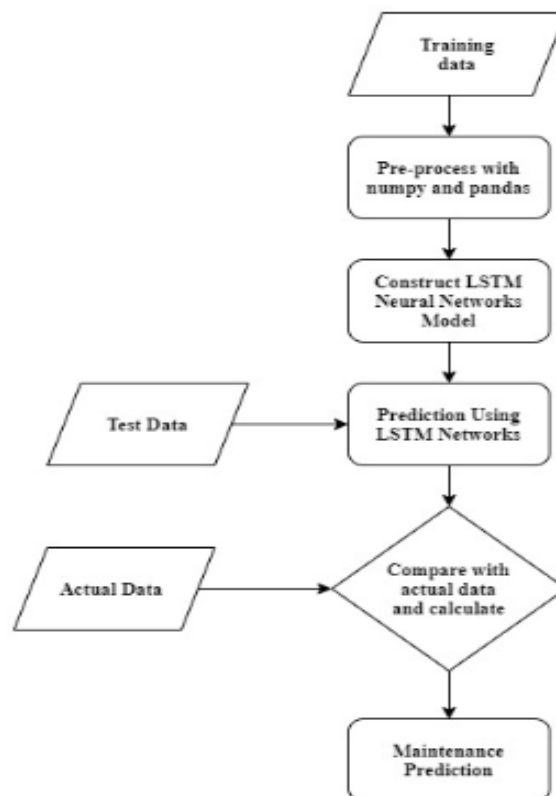 Training
data
Pre-process with
numpy and pandas
Construct LSTM
Neural Networks
Model
Test Data
Prediction Using
LSTM Networks
Actual Data
Compare with
actual data
and calculate
Maintenance
Prediction